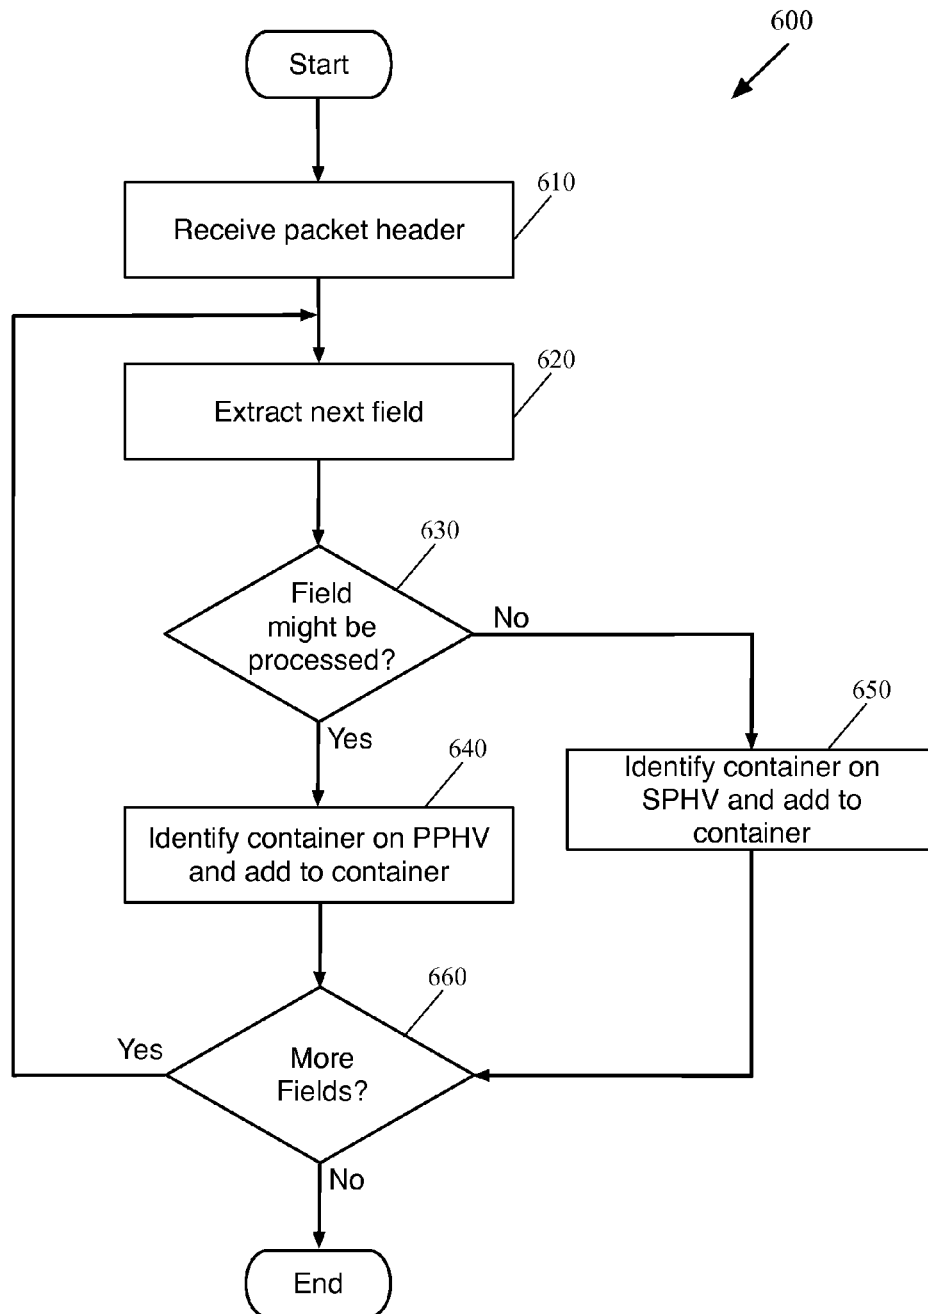 600
Start
610
Receive packet header
620
Extract next field
630
Field
might be
processed?
No
Yes
640
650
Identify container on
SPHV and add to
container
Identify container on PPHV
and add to container
660
Yes
More
Fields?
No
End